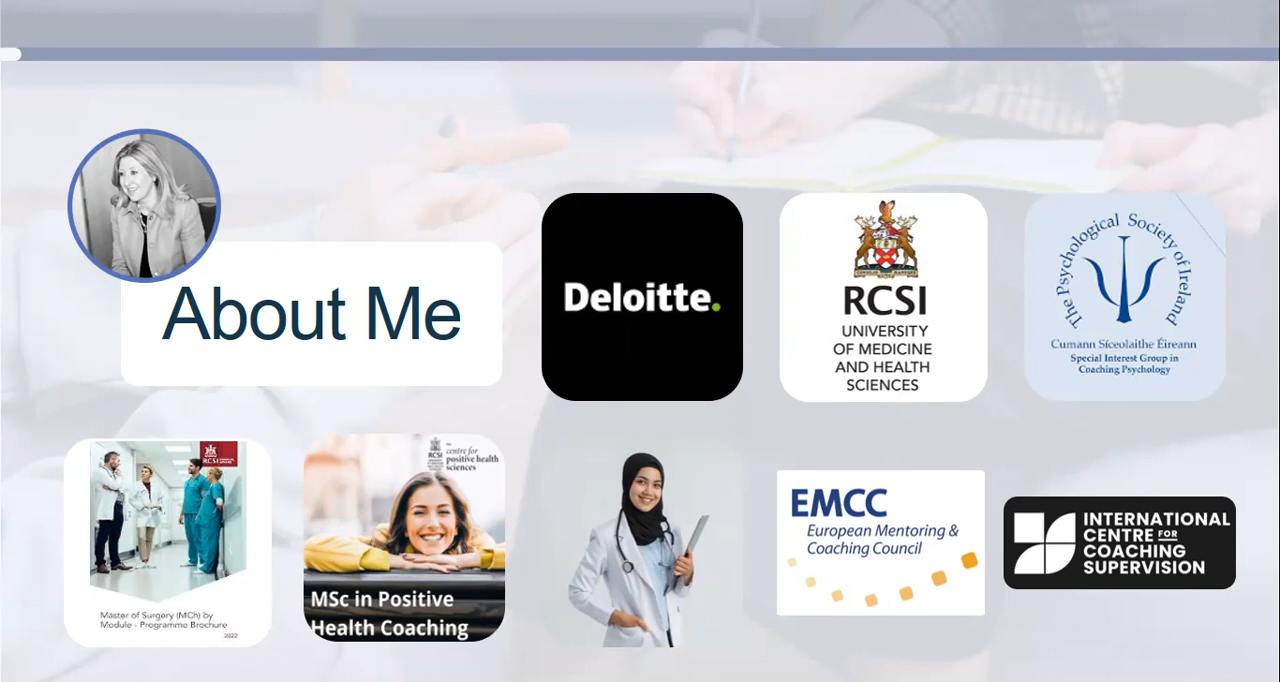 About Me
Deloitte.
RCSI
UNIVERSITY
OF MEDICINE
AND HEALTH
SCIENCES
The Psychological Society of Ireland
Cumann Síceolaithe Éireann
Special Interest Group in
Coaching Psychology
RCSI
Master of Surgery (MCh) by
Module - Programme Brochure
2022
RCSI
centre for
positive health
sciences
MSc in Positive
Health Coaching
EMCC
European Mentoring &
Coaching Council
INTERNATIONAL
CENTRE FOR
COACHING
SUPERVISION